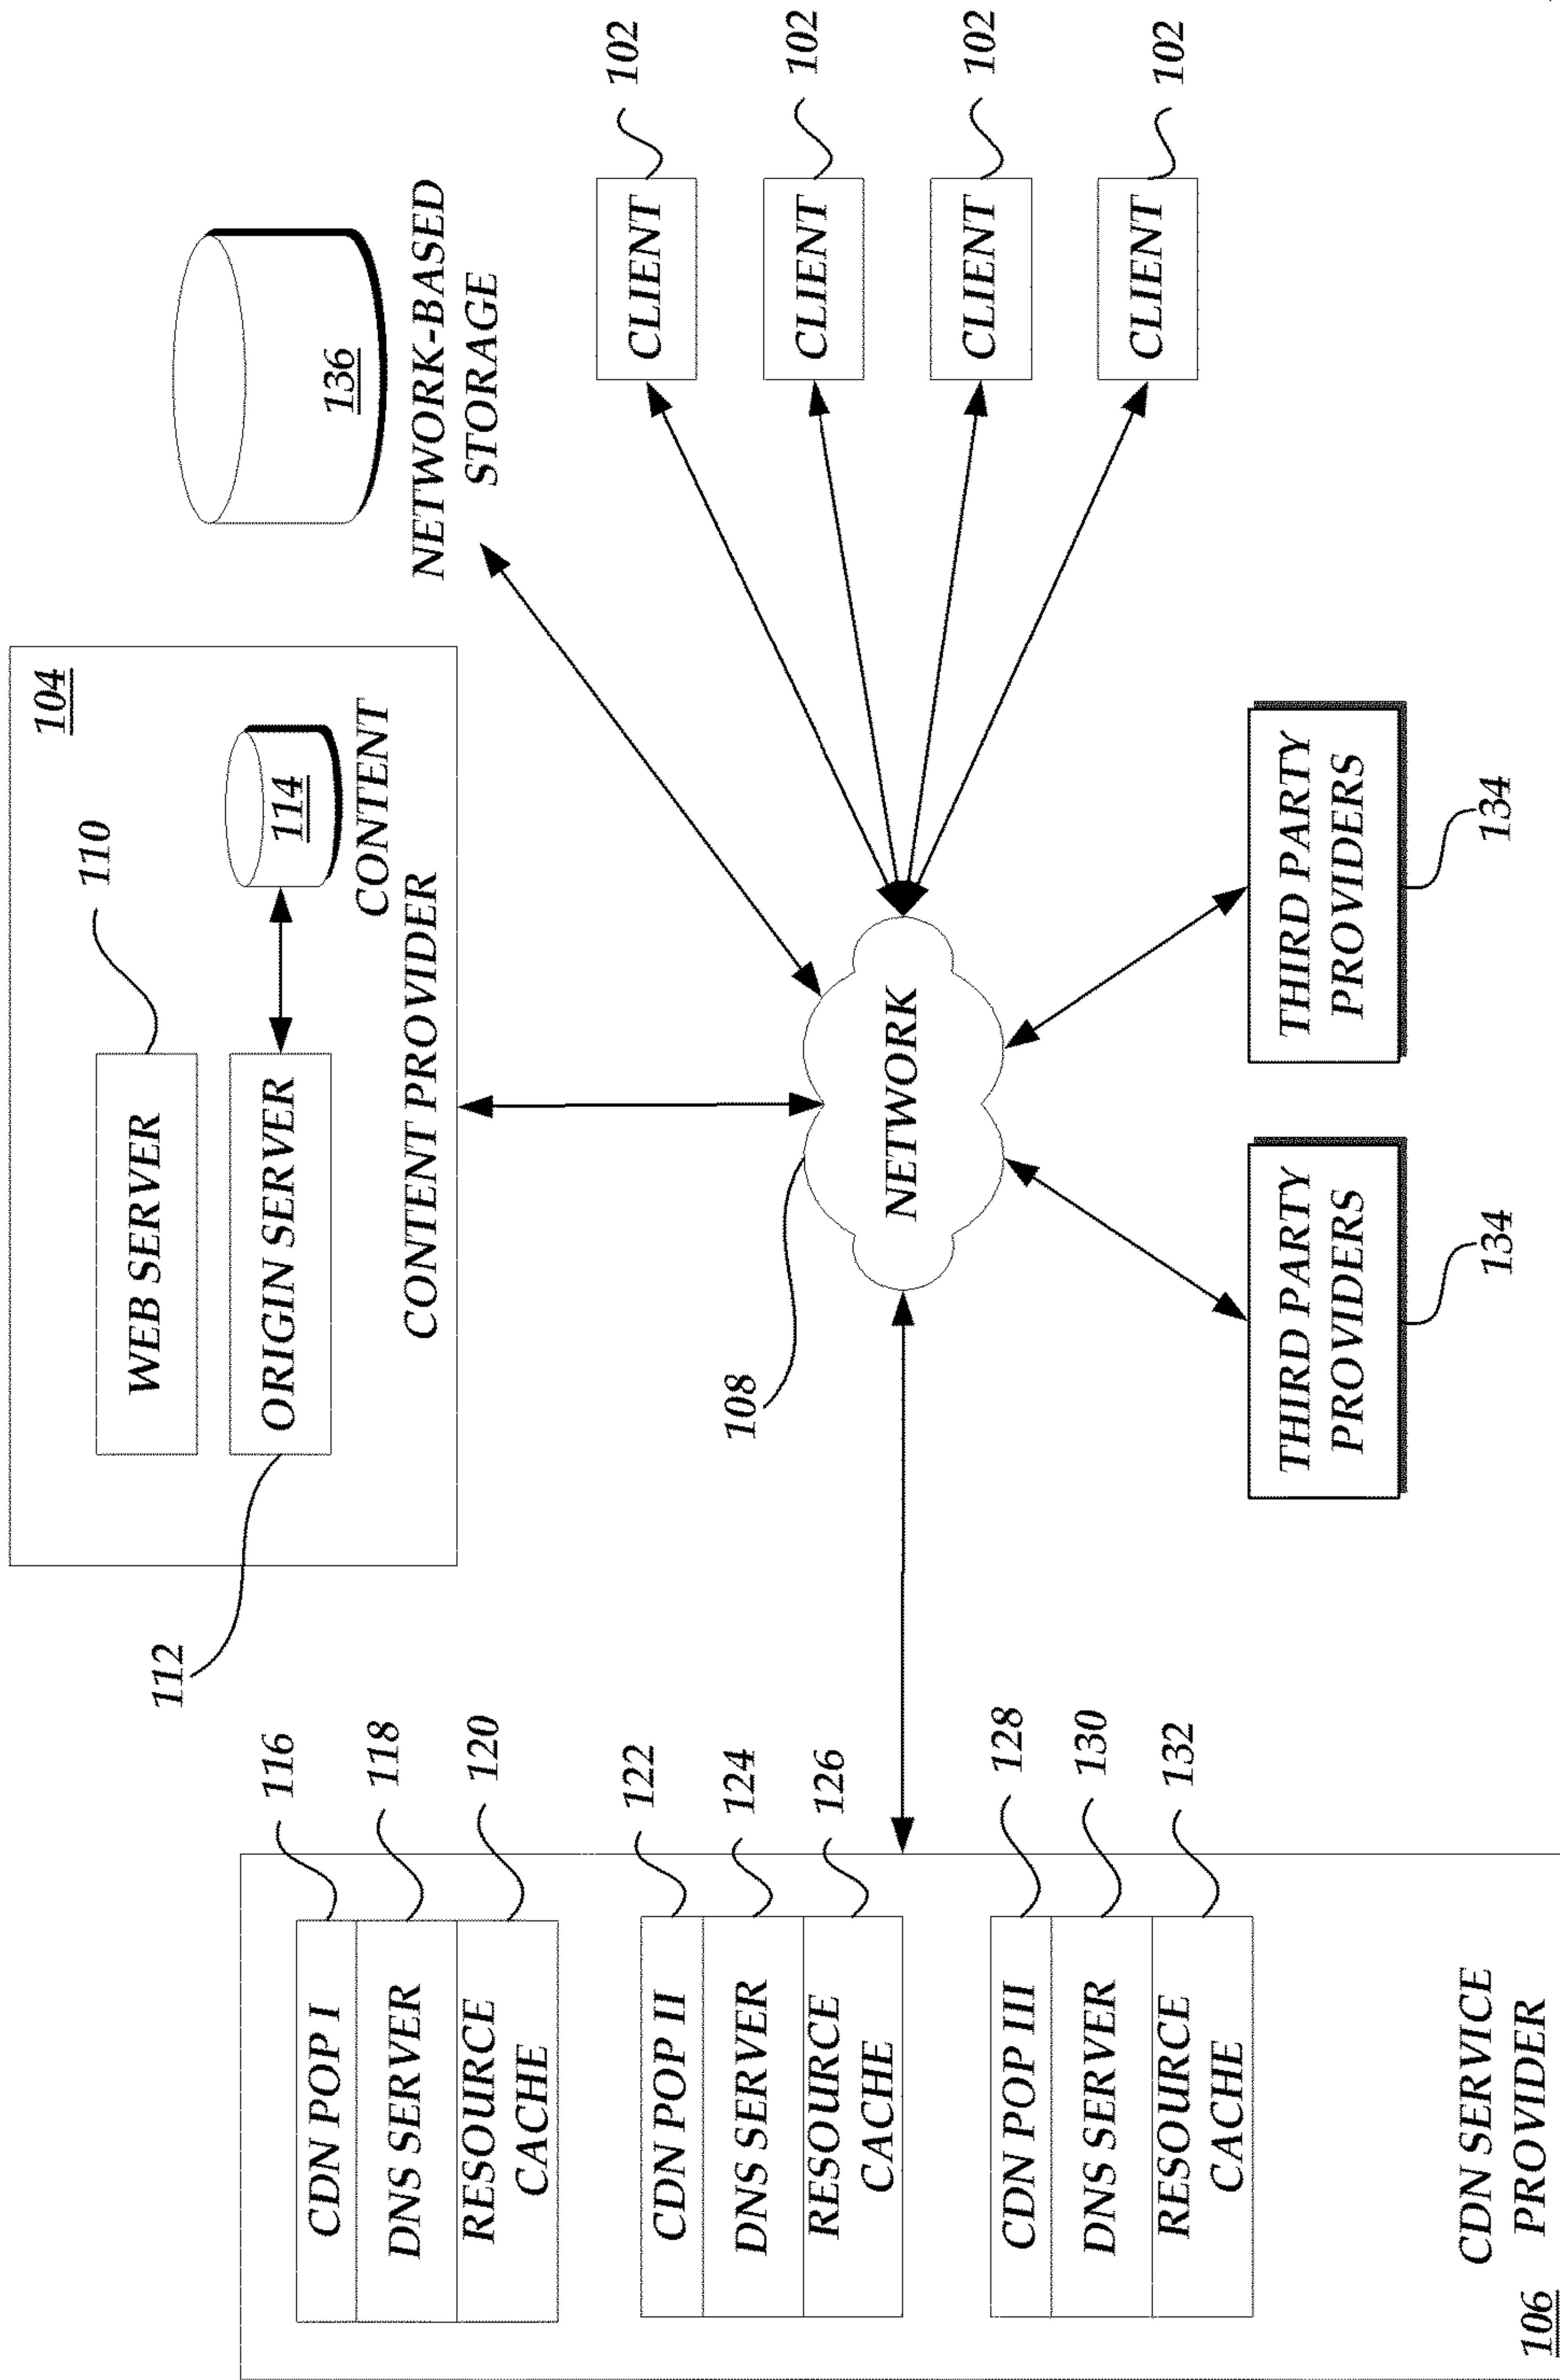 104
WEB SERVER
110
ORIGIN SERVER
112
114
CONTENT
CONTENT PROVIDER
136
NETWORK-BASED
STORAGE
CDN POP I
116
DNS SERVER
118
RESOURCE
CACHE
120
CDN POP II
122
DNS SERVER
124
RESOURCE
CACHE
126
CDN POP III
128
DNS SERVER
130
RESOURCE
CACHE
132
CDN SERVICE
PROVIDER
106
108
NETWORK
CLIENT
102
CLIENT
102
CLIENT
102
CLIENT
102
THIRD PARTY
PROVIDERS
134
THIRD PARTY
PROVIDERS
134